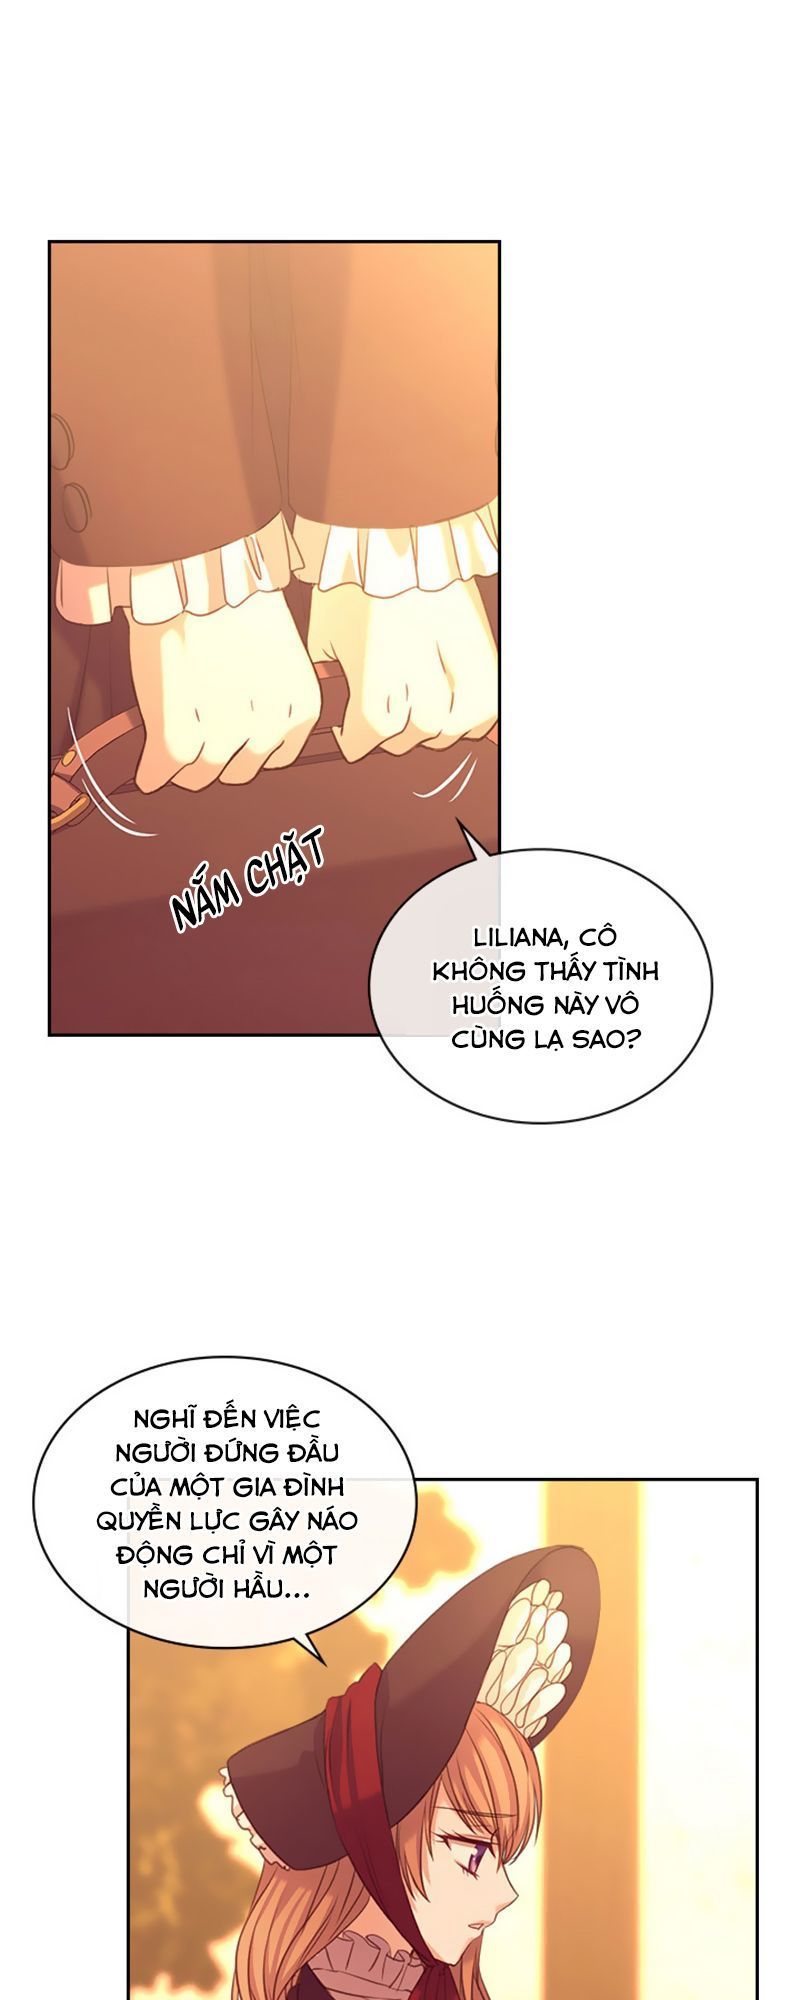 NẮM CHẶT
LILIANA, CÔ
KHÔNG THẤY TÌNH
HUỐNG NÀY VÔ
CÙNG LẠ SAO?
NGHĨ ĐẾN VIỆC
NGƯỜI ĐỨNG ĐẦU
CỦA MỘT GIA ĐÌNH
QUYỀN LỰC GÂY NÁO
ĐỘNG CHỈ VÌ MỘT
NGƯỜI HẦU...